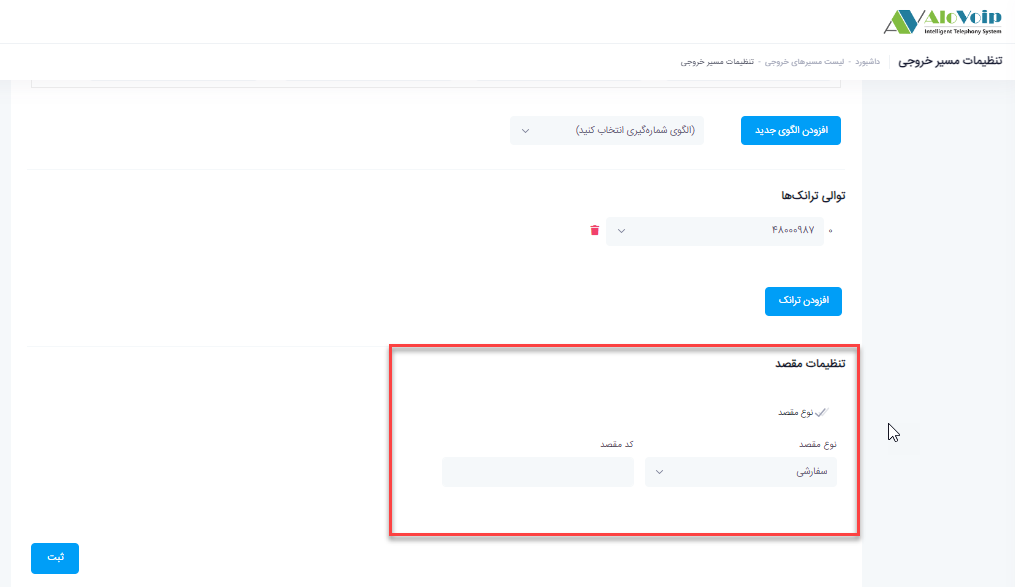 AloVoip
Intelligent Telephony System
تنظیمات مسیر خروجی
داشبورد - لیست مسیرهای خروجی - تنظیمات مسیر خروجی
افزودن الگوی جدید
(الگوی شماره‌گیری انتخاب کنید)
توالی ترانک‌ها
۰
۴۸۰۰۰۹۸۷
افزودن ترانک
تنظیمات مقصد
نوع مقصد
نوع مقصد
کد مقصد
سفارشی
ثبت